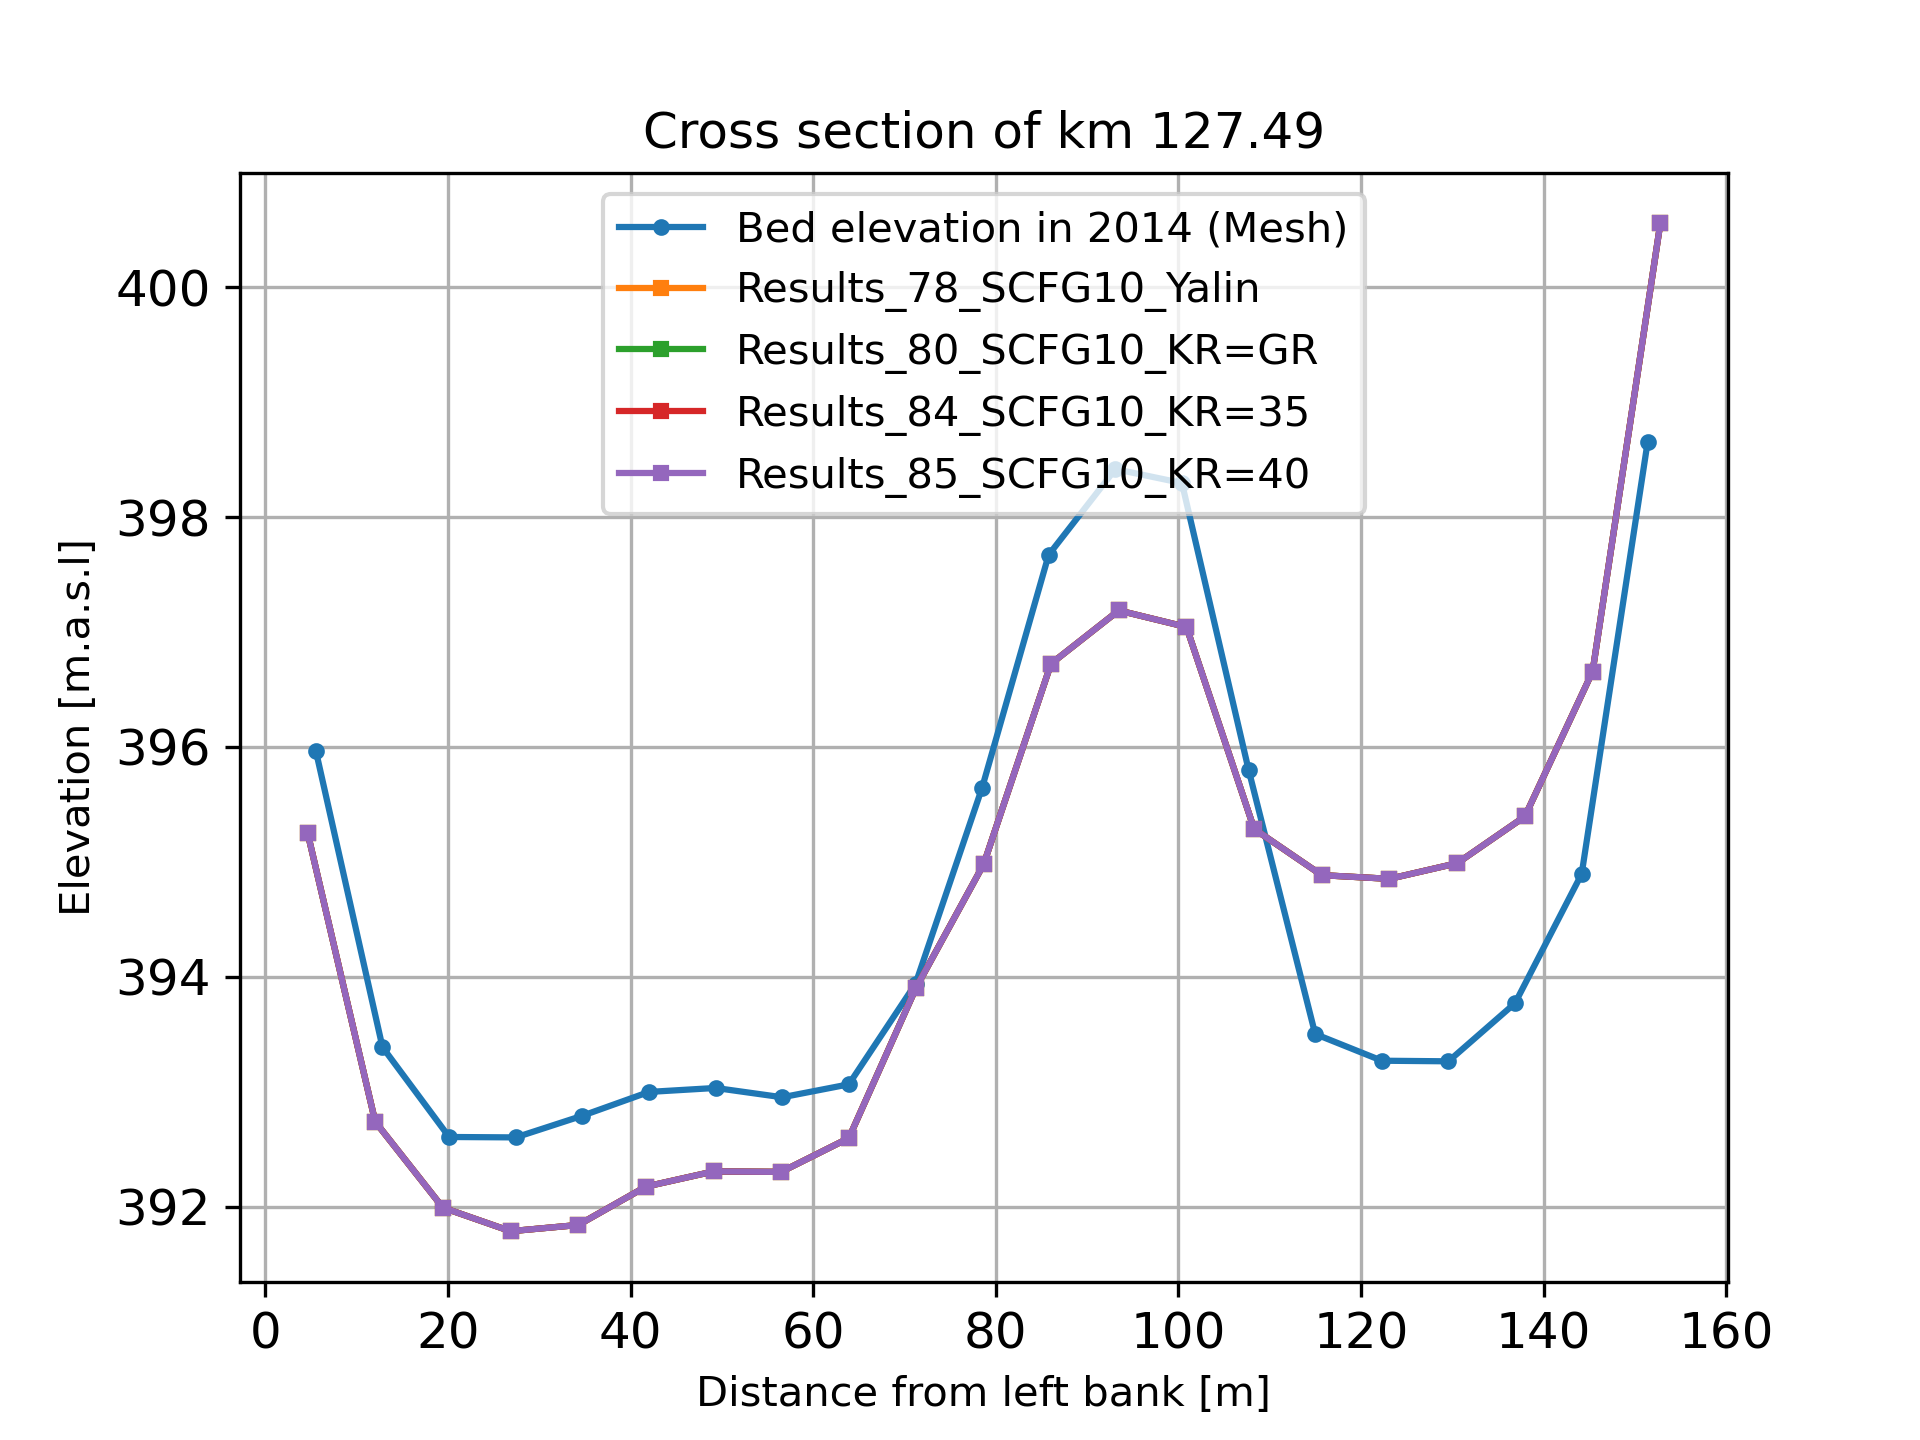 Cross section of km 127.49
Bed elevation in 2014 (Mesh)
Results_78_SCFG10_Yalin
Results_80_SCFG10_KR=GR
Results_84_SCFG10_KR=35
Results_85_SCFG10_KR=40
400
398
396
394
392
Elevation [m.a.s.l]
0 20 40 60 80 100 120 140 160
Distance from left bank [m]